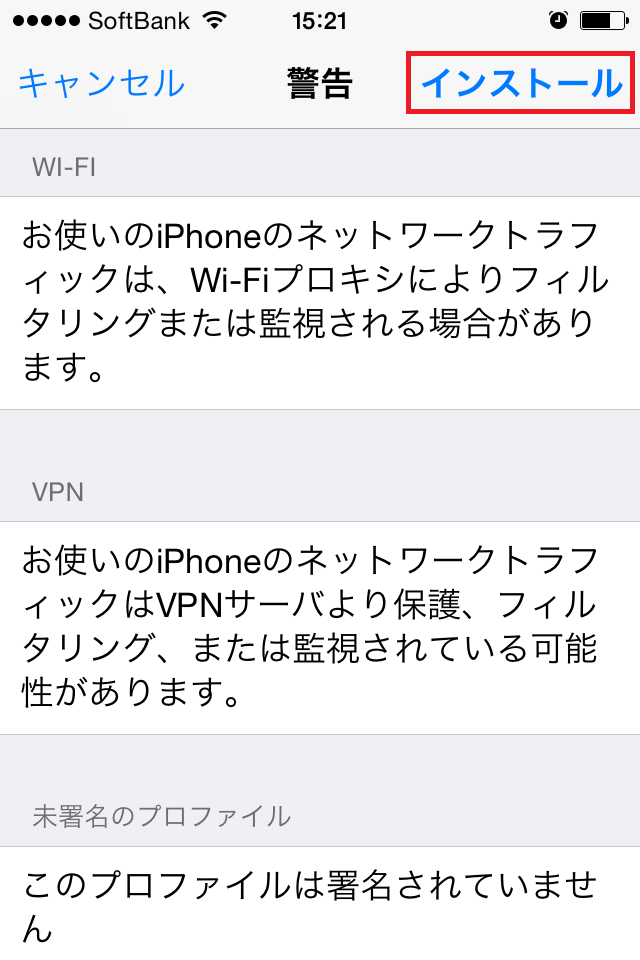 SoftBank 15:21
キャンセル 警告 インストール
WI-FI
お使いのiPhoneのネットワークトラフ
ィックは、Wi-Fiプロキシによりフィル
タリングまたは監視される場合があり
ます。
VPN
お使いのiPhoneのネットワークトラフ
ィックはVPNサーバより保護、フィル
タリング、または監視されている可能
性があります。
未署名のプロファイル
このプロファイルは署名されていませ
ん